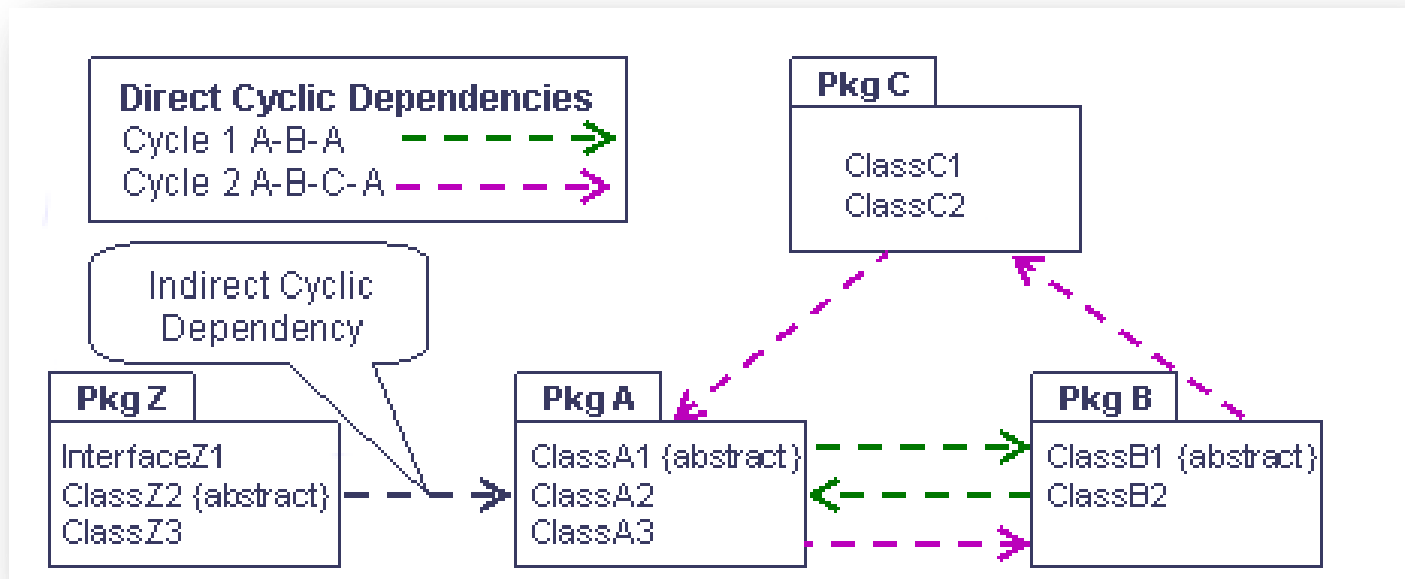 Direct Cyclic Dependencies
Cycle 1 A-B-A
Cycle 2 A-B-C-A
Pkg C
ClassC1
ClassC2
Indirect Cyclic
Dependency
Pkg Z
InterfaceZ1
ClassZ2 {abstract}
ClassZ3
Pkg A
ClassA1 {abstract}
ClassA2
ClassA3
Pkg B
ClassB1 {abstract}
ClassB2